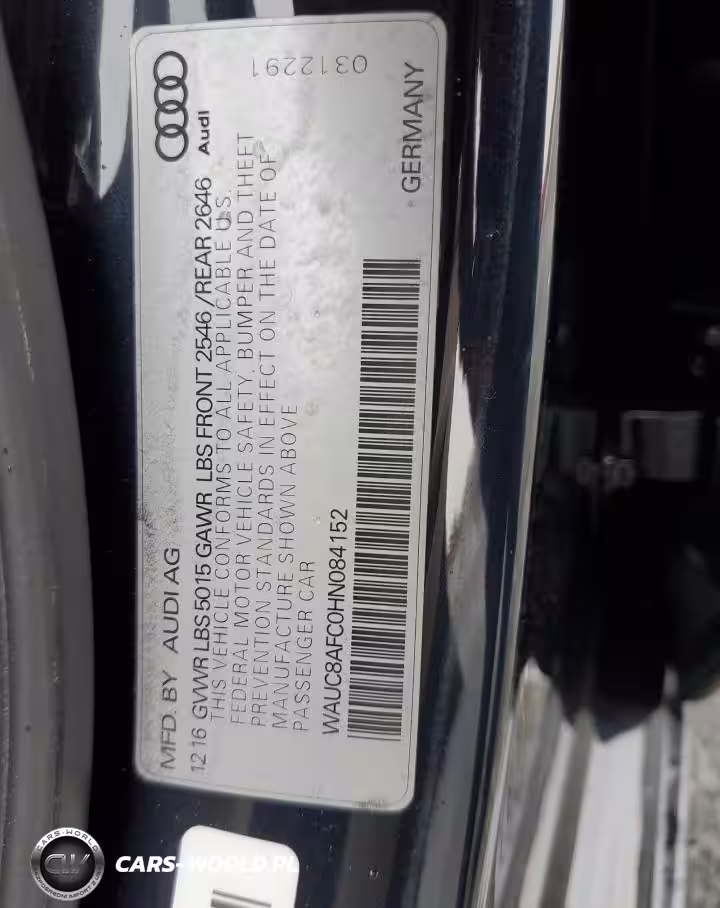 Audi
MFD. BY AUDI AG
12 16 GVWR LBS 5015 GAWR LBS FRONT 2546 / REAR 2646
THIS VEHICLE CONFORMS TO ALL APPLICABLE U.S.
FEDERAL MOTOR VEHICLE SAFETY, BUMPER AND THEFT
PREVENTION STANDARDS IN EFFECT ON THE DATE OF
MANUFACTURE SHOWN ABOVE
PASSENGER CAR
WAUC8AFC0HN084152
GERMANY
0312291
CARS-WORLD
CARS-WORLD.PL